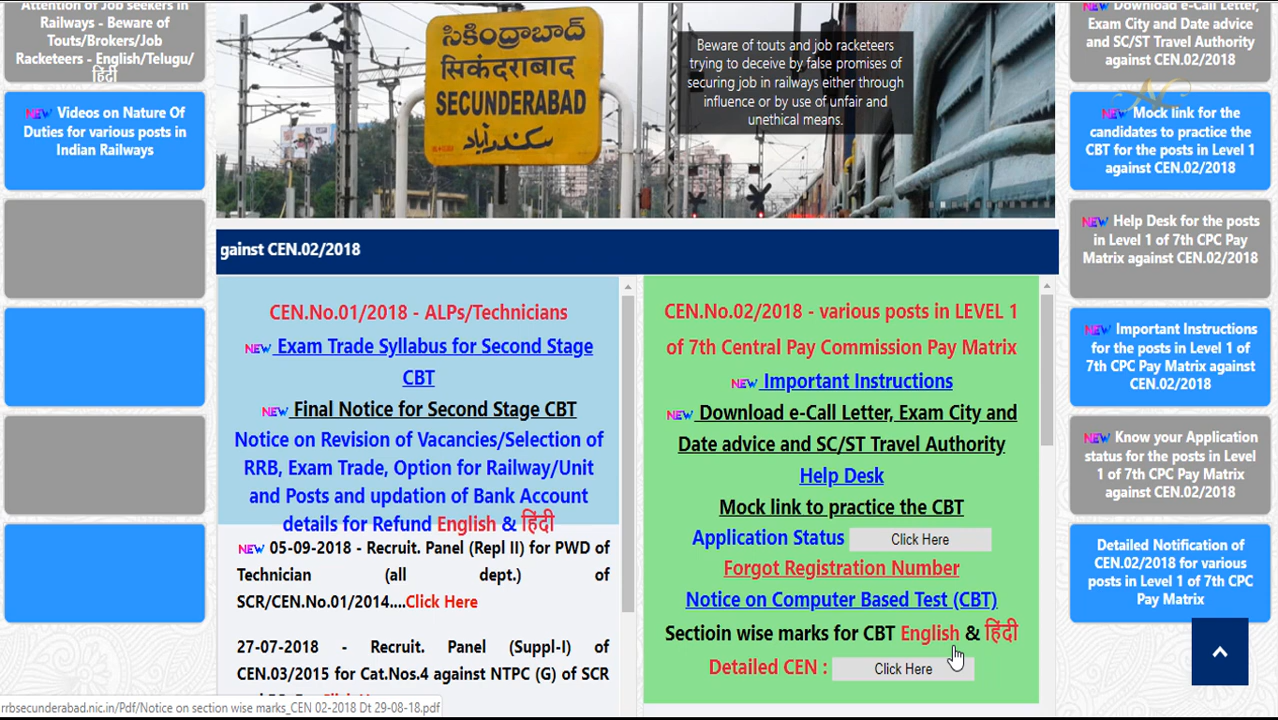 Attention of Job seekers in
Railways - Beware of
Touts/Brokers/Job
Racketeers - English/Telugu/
हिंदी
NEW Videos on Nature Of
Duties for various posts in
Indian Railways
సికింద్రాబాద్
सिकंदराबाद
SECUNDERABAD
سکندرآباد
Beware of touts and job racketeers
trying to deceive by false promises of
securing job in railways either through
influence or by use of unfair and
unethical means.
gainst CEN.02/2018
CEN.No.01/2018 - ALPs/Technicians
NEW Exam Trade Syllabus for Second Stage
CBT
NEW Final Notice for Second Stage CBT
Notice on Revision of Vacancies/Selection of
RRB, Exam Trade, Option for Railway/Unit
and Posts and updation of Bank Account
details for Refund English & हिंदी
NEW 05-09-2018 - Recruit. Panel (Repl II) for PWD of
Technician (all dept.) of
SCR/CEN.No.01/2014....Click Here
27-07-2018 - Recruit. Panel (Suppl-I) of
CEN.03/2015 for Cat.Nos.4 against NTPC (G) of SCR
CEN.No.02/2018 - various posts in LEVEL 1
of 7th Central Pay Commission Pay Matrix
NEW Important Instructions
NEW Download e-Call Letter, Exam City and
Date advice and SC/ST Travel Authority
Help Desk
Mock link to practice the CBT
Application Status Click Here
Forgot Registration Number
Notice on Computer Based Test (CBT)
Sectioin wise marks for CBT English & हिंदी
Detailed CEN : Click Here
Download e-Call Letter,
Exam City and Date advice
and SC/ST Travel Authority
against CEN.02/2018
NEW Mock link for the
candidates to practice the
CBT for the posts in Level 1
against CEN.02/2018
NEW Help Desk for the posts
in Level 1 of 7th CPC Pay
Matrix against CEN.02/2018
NEW Important Instructions
for the posts in Level 1 of
7th CPC Pay Matrix against
CEN.02/2018
NEW Know your Application
status for the posts in Level
1 of 7th CPC Pay Matrix
against CEN.02/2018
Detailed Notification of
CEN.02/2018 for various
posts in Level 1 of 7th CPC
Pay Matrix
rrbsecunderabad.nic.in/Pdf/Notice on section wise marks_CEN 02-2018 Dt 29-08-18.pdf